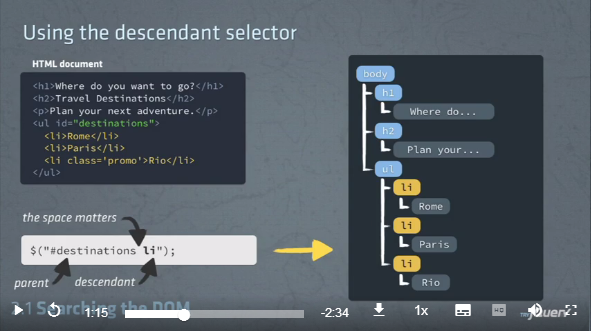 Using the descendant selector
HTML document
<h1>Where do you want to go?</h1>
<h2>Travel Destinations</h2>
<p>Plan your next adventure.</p>
<ul id="destinations">
<li>Rome</li>
<li>Paris</li>
<li class='promo'>Rio</li>
</ul>
the space matters
$("#destinations li");
parent
descendant
body
h1
Where do...
h2
Plan your...
ul
li
Rome
li
Paris
li
Rio
2.1 Searching the DOM
1:15
-2:34
1x
HD